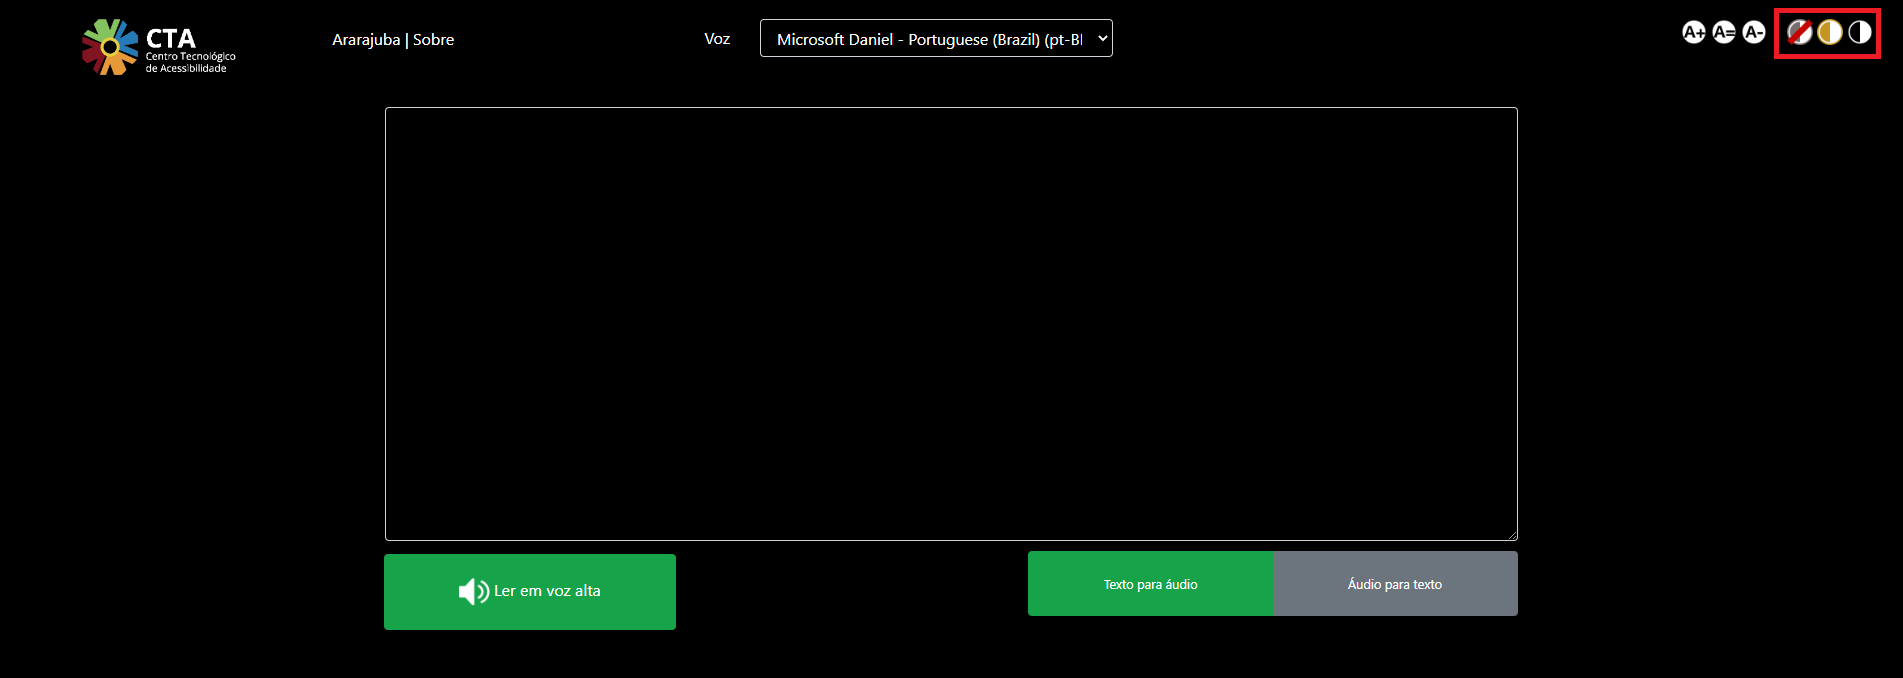 CTA
Centro Tecnológico
de Acessibilidade
Ararajuba | Sobre
Voz
Microsoft Daniel - Portuguese (Brazil) (pt-B
A+ A= A-
Ler em voz alta
Texto para áudio
Áudio para texto